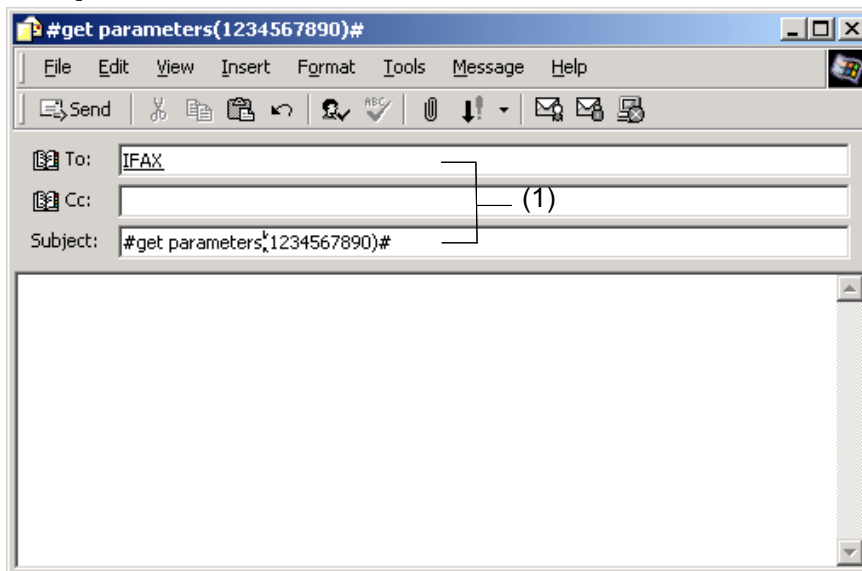 #get parameters(1234567890)#
File Edit View Insert Format Tools Message Help
Send ABC
To: IFAX
Cc:
(1)
Subject: #get parameters(1234567890)#